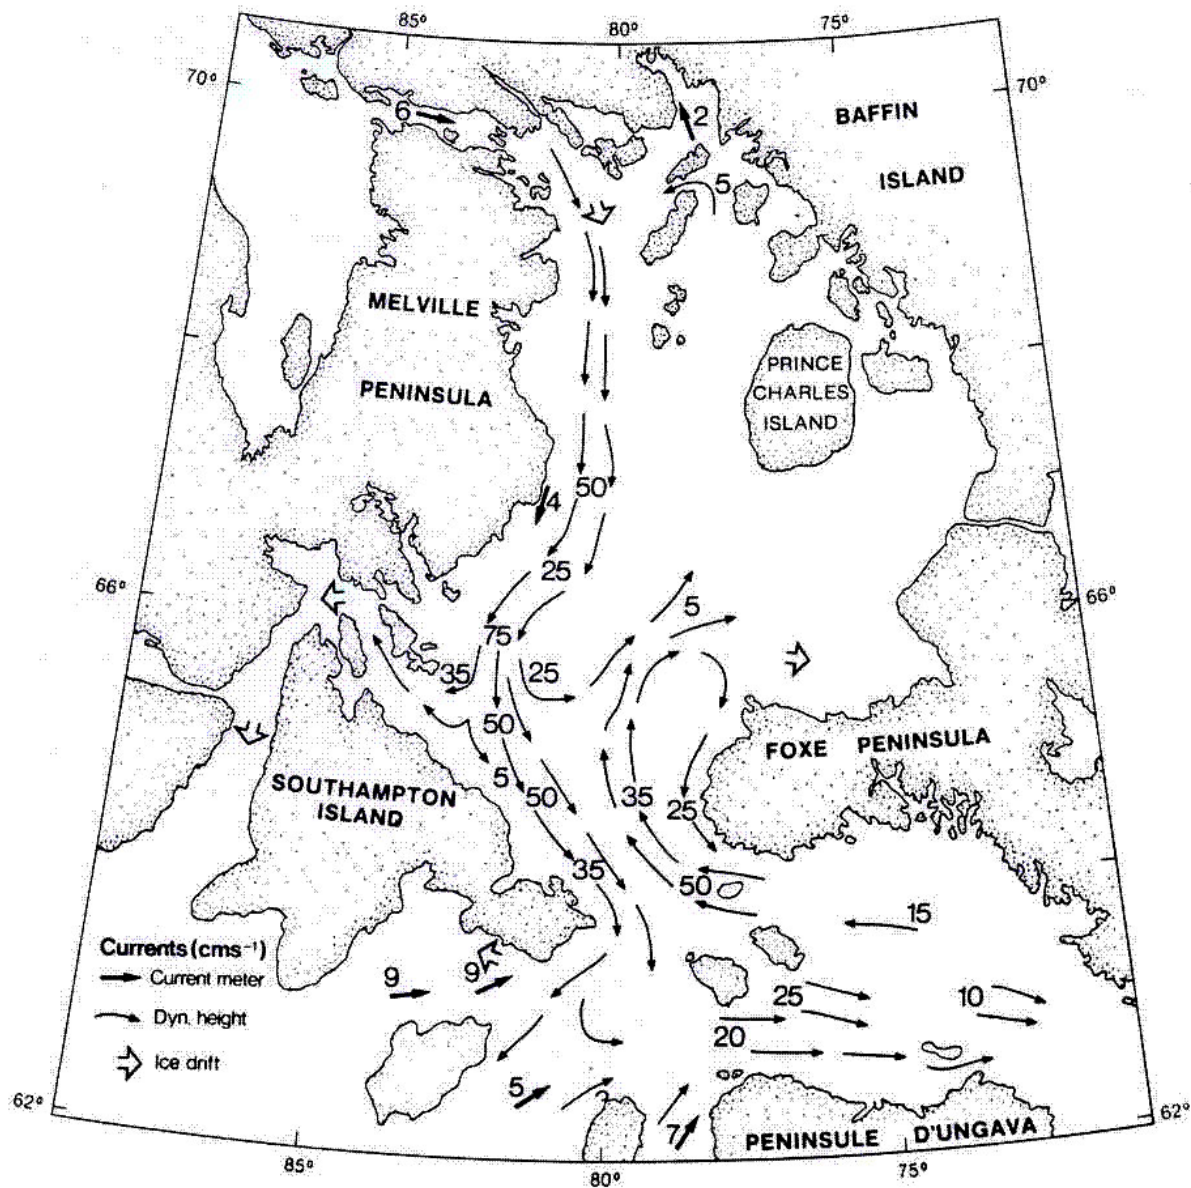 85°
80°
75°
70°
70°
6
2
BAFFIN
ISLAND
5
MELVILLE
PENINSULA
PRINCE
CHARLES
ISLAND
50
4
25
66°
66°
5
75
35
25
50
FOXE PENINSULA
5
50
35
25
SOUTHAMPTON
ISLAND
35
50
15
Currents (cms⁻¹)
Current meter
Dyn. height
Ice drift
9
9
25
10
20
5
7
PENINSULE D'UNGAVA
62°
62°
85°
80°
75°